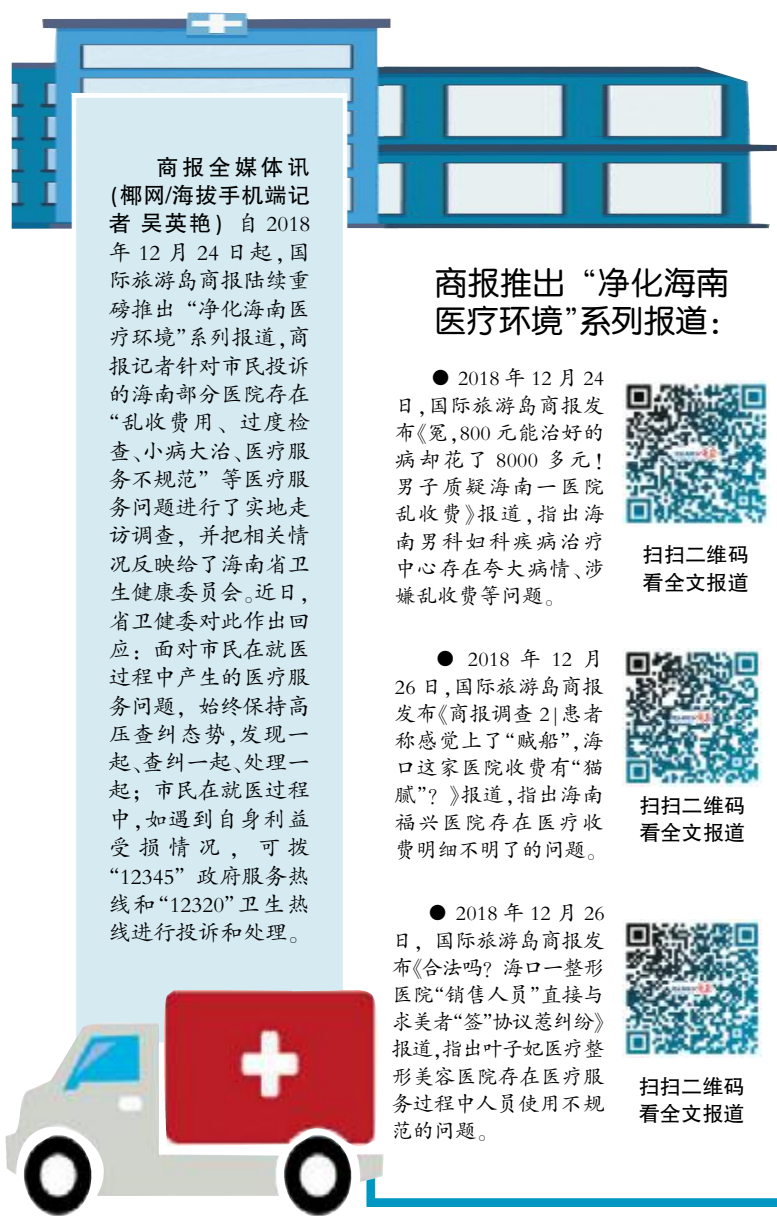 商报全媒体讯
(椰网/海拔手机端记
者 吴英艳) 自 2018
年 12 月 24 日起,国
际旅游岛商报陆续重
磅推出 “净化海南医
疗环境”系列报道,商
报记者针对市民投诉
的海南部分医院存在
“乱收费用、过度检
查、小病大治、医疗服
务不规范” 等医疗服
务问题进行了实地走
访调查，并把相关情
况反映给了海南省卫
生健康委员会。近日，
省卫健委对此作出回
应：面对市民在就医
过程中产生的医疗服
务问题，始终保持高
压查纠态势,发现一
起、查纠一起、处理一
起；市民在就医过程
中,如遇到自身利益
受损情况，可拨
“12345” 政府服务热
线和“12320”卫生热
线进行投诉和处理。
商报推出 “净化海南
医疗环境”系列报道：
● 2018 年 12 月 24
日,国际旅游岛商报发
布《冤,800 元能治好的
病却花了 8000 多元！
男子质疑海南一医院
乱收费》报道，指出海
南男科妇科疾病治疗
中心存在夸大病情、涉
嫌乱收费等问题。
扫扫二维码
看全文报道
● 2018 年 12 月
26 日,国际旅游岛商报
发布《商报调查 2|患者
称感觉上了“贼船”,海
口这家医院收费有“猫
腻”？》报道,指出海南
福兴医院存在医疗收
费明细不明了的问题。
扫扫二维码
看全文报道
● 2018 年 12 月 26
日，国际旅游岛商报发
布《合法吗？海口一整形
医院“销售人员”直接与
求美者“签”协议惹纠纷》
报道,指出叶子妃医疗整
形美容医院存在医疗服
务过程中人员使用不规
范的问题。
扫扫二维码
看全文报道